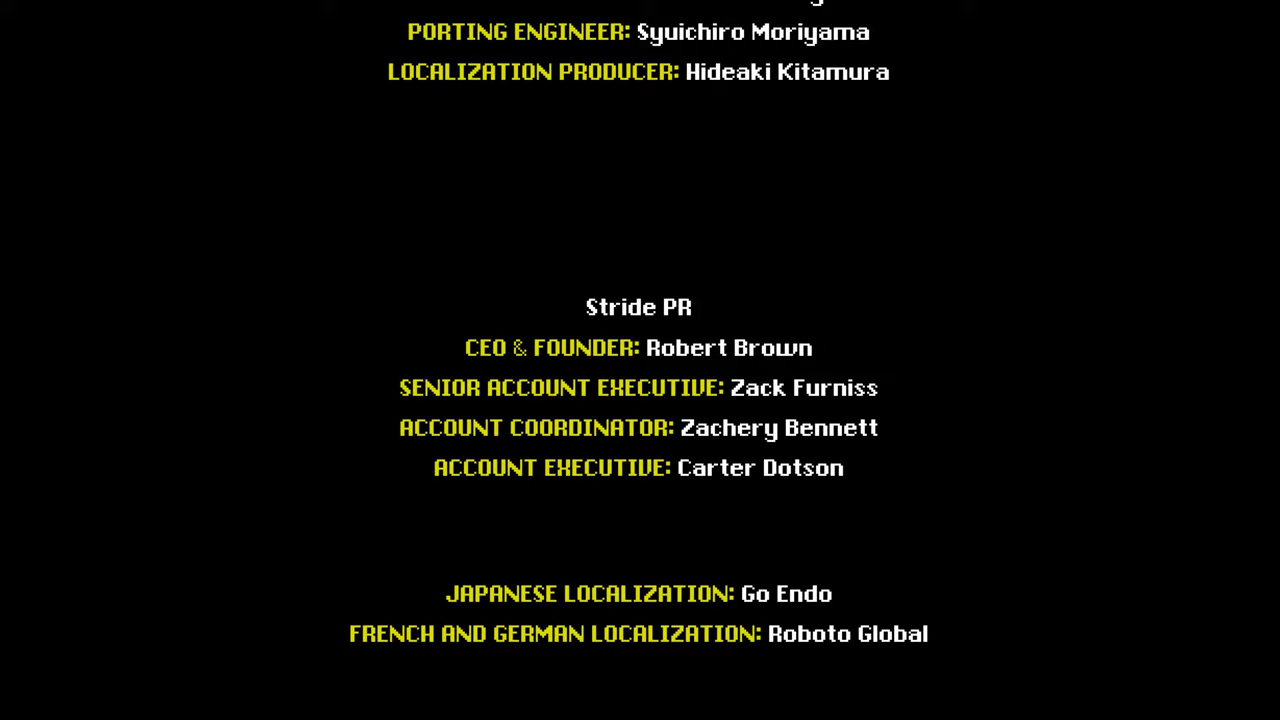 PORTING ENGINEER: Syuichiro Moriyama
LOCALIZATION PRODUCER: Hideaki Kitamura
Stride PR
CEO & FOUNDER: Robert Brown
SENIOR ACCOUNT EXECUTIVE: Zack Furniss
ACCOUNT COORDINATOR: Zachery Bennett
ACCOUNT EXECUTIVE: Carter Dotson
JAPANESE LOCALIZATION: Go Endo
FRENCH AND GERMAN LOCALIZATION: Roboto Global